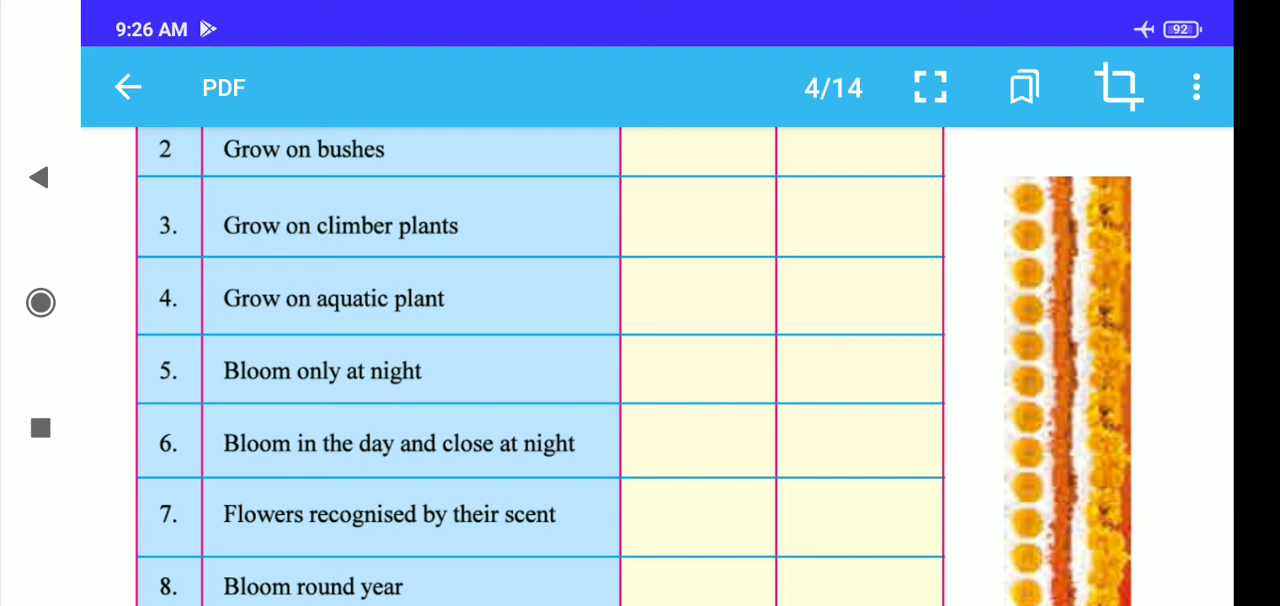 9:26 AM 92
PDF 4/14
2 Grow on bushes
3. Grow on climber plants
4. Grow on aquatic plant
5. Bloom only at night
6. Bloom in the day and close at night
7. Flowers recognised by their scent
8. Bloom round year